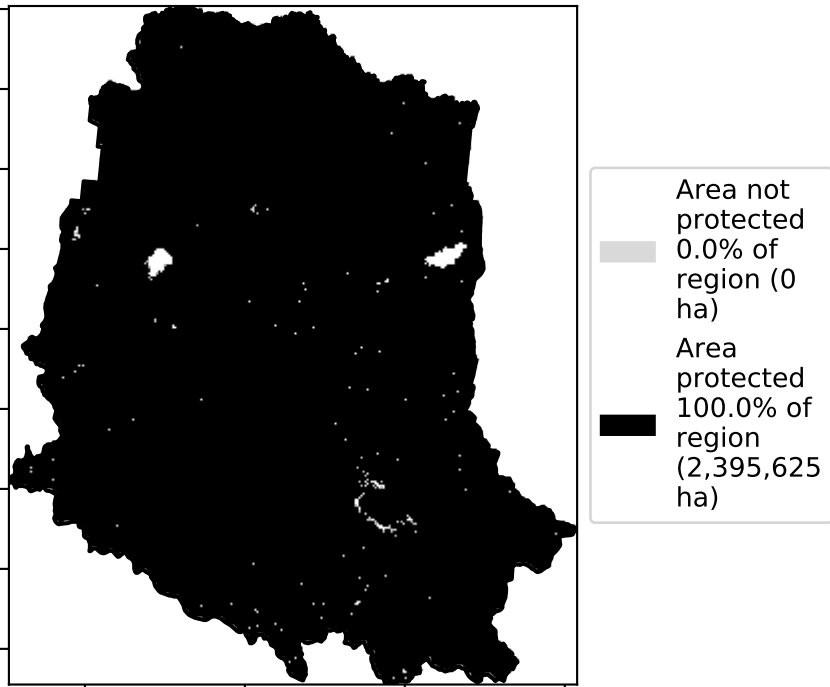 Area not
protected
0.0% of
region (0
ha)
Area
protected
100.0% of
region
(2,395,625
ha)